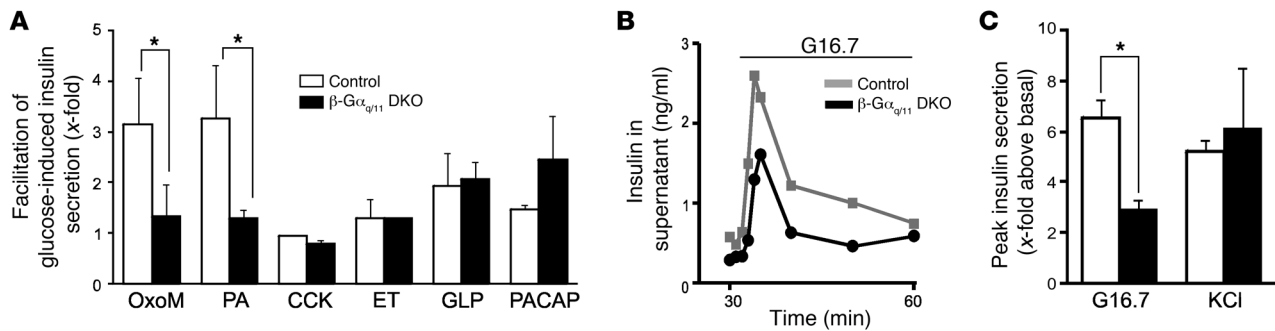 A
Facilitation of
glucose-induced insulin
secretion (x-fold)
5
4
3
2
1
0
*
*
Control
β-Gαq/11 DKO
OxoM PA CCK ET GLP PACAP
B
G16.7
Insulin in
supernatant (ng/ml)
3
2
1
0
Control
β-Gαq/11 DKO
30 60
Time (min)
C
Peak insulin secretion
(x-fold above basal)
10
8
6
4
2
0
*
G16.7 KCl